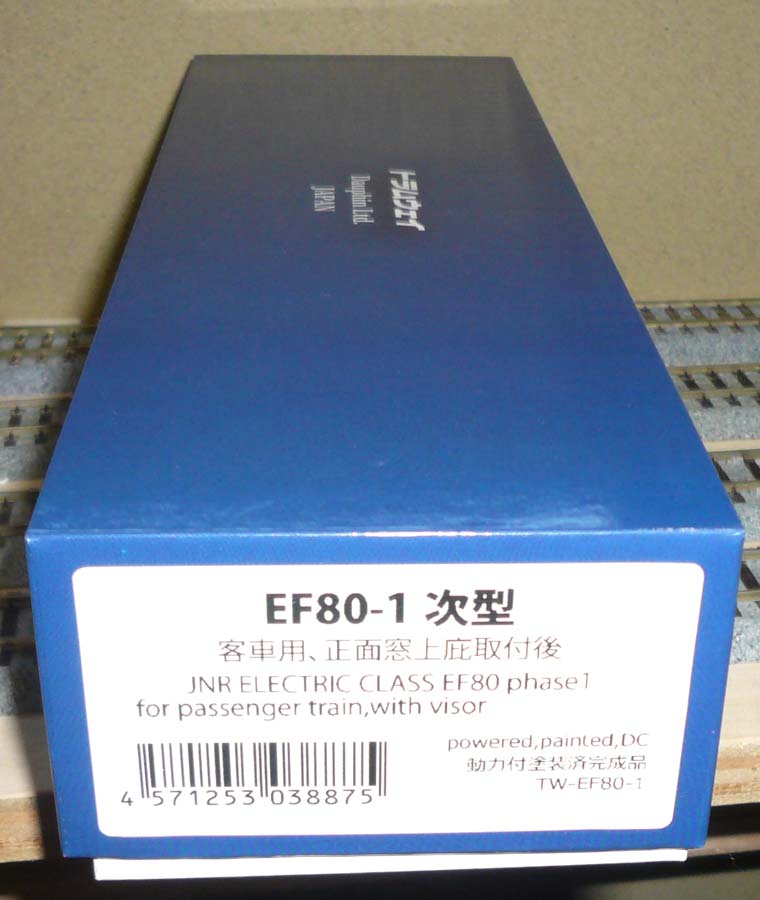 トラムウェイ
Dauphin Ltd.
JAPAN
EF80-1 次型
客車用、正面窓上庇取付後
JNR ELECTRIC CLASS EF80 phase1
for passenger train,with visor
powered,painted,DC
動力付塗装済完成品
TW-EF80-1
4 571253 038875